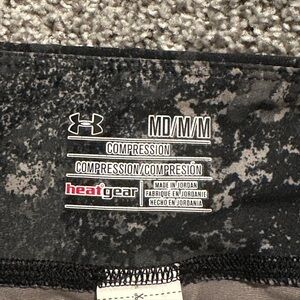 MD/M/M
COMPRESSION
COMPRESSION/COMPRESIÓN
heatgear
MADE IN JORDAN
FABRIQUÉ EN JORDANIE
HECHO EN JORDANIA